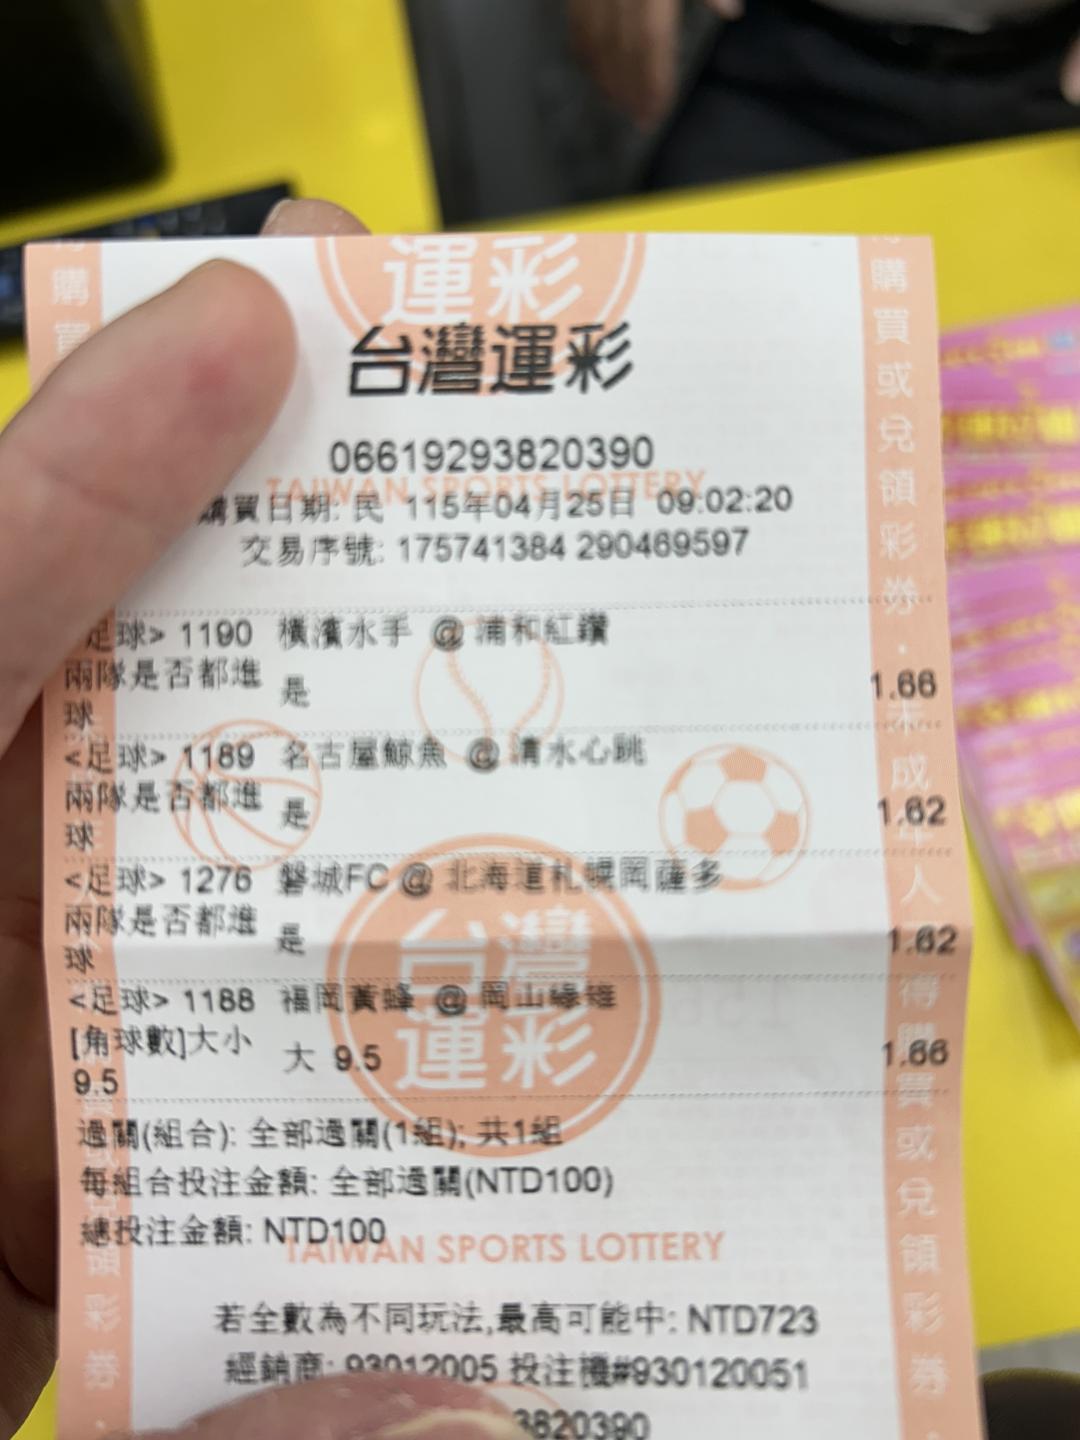 運彩
台灣運彩
06619293820390
TAIWAN SPORTS LOTTERY
購買日期: 民 115年04月25日 09:02:20
交易序號: 175741384 290469597
足球> 1190 橫濱水手 @ 浦和紅鑽
兩隊是否都進球 是 1.66
<足球> 1189 名古屋鯨魚 @ 清水心跳
兩隊是否都進球 是 1.62
<足球> 1276 磐城FC @ 北海道札幌岡薩多
兩隊是否都進球 是 1.62
<足球> 1188 福岡黃蜂 @ 岡山綠雉
[角球數]大小 9.5 大 9.5 1.66
台灣運彩
過關(組合): 全部過關(1組); 共1組
每組合投注金額: 全部過關(NTD100)
總投注金額: NTD100
TAIWAN SPORTS LOTTERY
若全數為不同玩法,最高可能中: NTD723
經銷商: 93012005 投注機#930120051
3820390
購買或兌領彩券．未成
人
得購買或兌領彩券．
購買
領彩券．